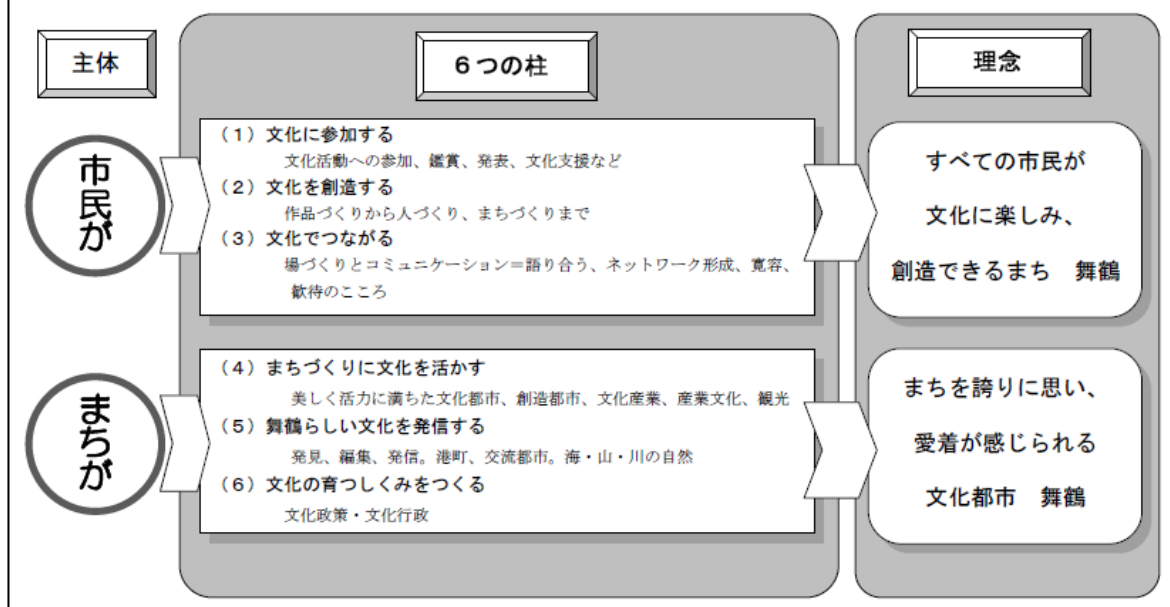 主体
6つの柱
理念
市民が
(1)文化に参加する
文化活動への参加、鑑賞、発表、文化支援など
(2)文化を創造する
作品づくりから人づくり、まちづくりまで
(3)文化でつながる
場づくりとコミュニケーション=語り合う、ネットワーク形成、寛容、
歓待のこころ
すべての市民が
文化に楽しみ、
創造できるまち 舞鶴
まちが
(4)まちづくりに文化を活かす
美しく活力に満ちた文化都市、創造都市、文化産業、産業文化、観光
(5)舞鶴らしい文化を発信する
発見、編集、発信。港町、交流都市。海・山・川の自然
(6)文化の育つしくみをつくる
文化政策・文化行政
まちを誇りに思い、
愛着が感じられる
文化都市 舞鶴